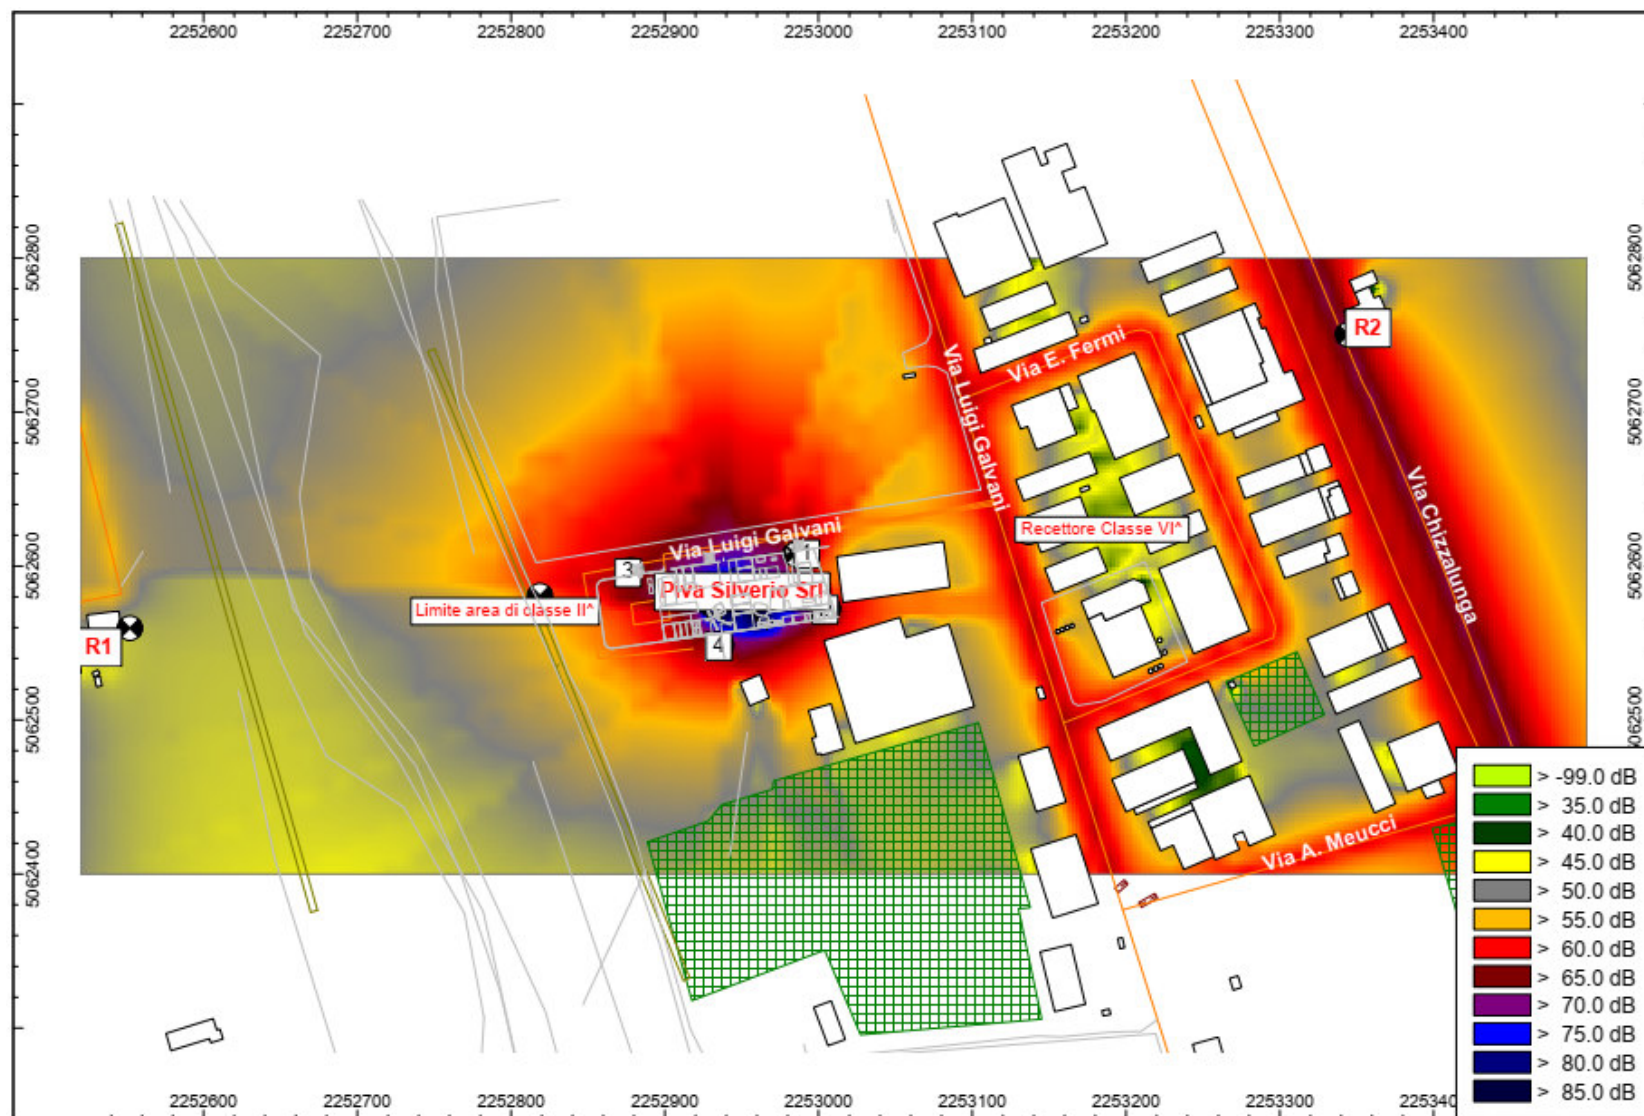 2252600 2252700 2252800 2252900 2253000 2253100 2253200 2253300 2253400
5062800
5062700
5062600
5062500
5062400
5062800
5062700
5062600
5062500
R2
Via E. Fermi
Via Luigi Galvani
Via Luigi Galvani
Via Chizzalunga
Recettore Classe VI^
1
3
Piva Silverio Srl
Limite area di classe II^
4
R1
Via A. Meucci
> -99.0 dB
> 35.0 dB
> 40.0 dB
> 45.0 dB
> 50.0 dB
> 55.0 dB
> 60.0 dB
> 65.0 dB
> 70.0 dB
> 75.0 dB
> 80.0 dB
> 85.0 dB
2252600 2252700 2252800 2252900 2253000 2253100 2253200 2253300